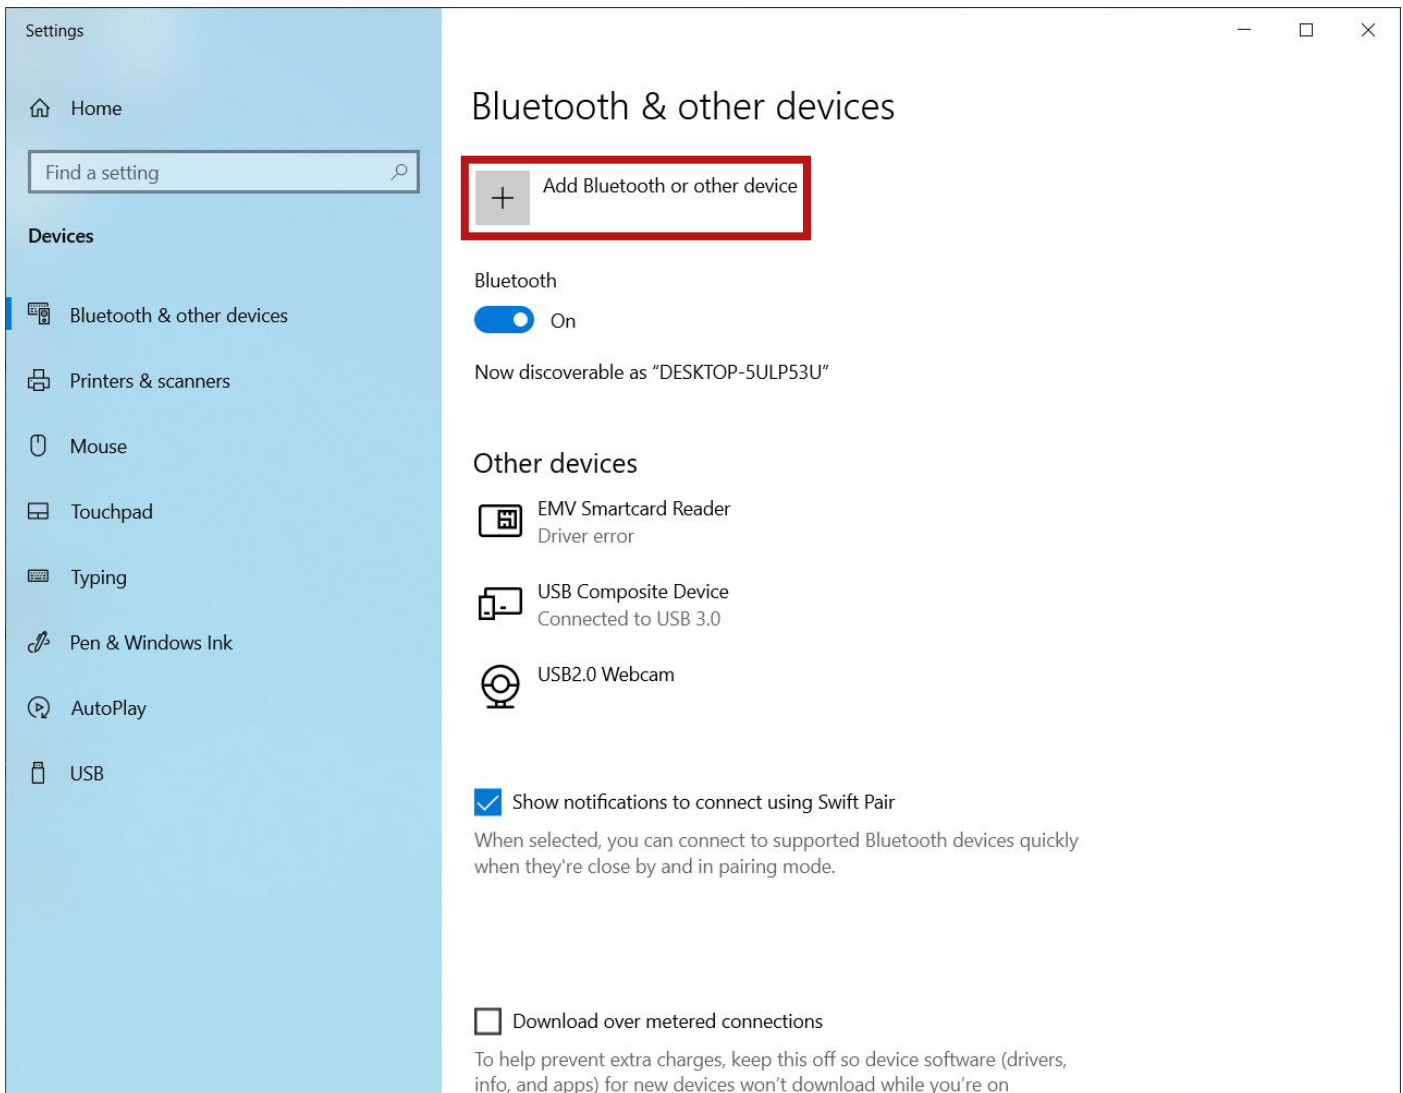 Settings
Home
Find a setting
Devices
Bluetooth & other devices
Printers & scanners
Mouse
Touchpad
Typing
Pen & Windows Ink
AutoPlay
USB
Bluetooth & other devices
Add Bluetooth or other device
Bluetooth
On
Now discoverable as “DESKTOP-5ULP53U”
Other devices
EMV Smartcard Reader
Driver error
USB Composite Device
Connected to USB 3.0
USB2.0 Webcam
Show notifications to connect using Swift Pair
When selected, you can connect to supported Bluetooth devices quickly
when they're close by and in pairing mode.
Download over metered connections
To help prevent extra charges, keep this off so device software (drivers,
info, and apps) for new devices won’t download while you’re on